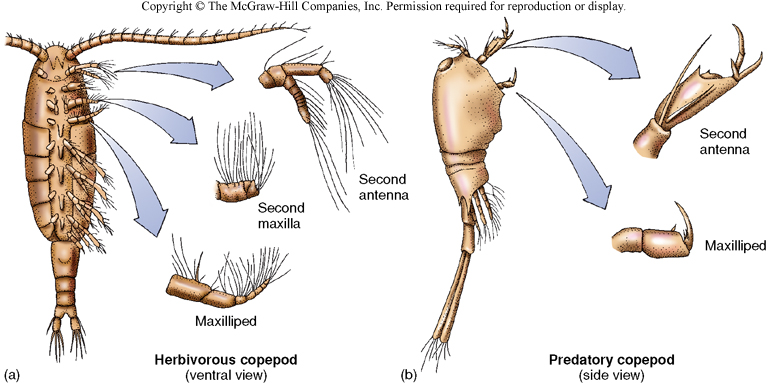 Copyright © The McGraw-Hill Companies, Inc. Permission required for reproduction or display.
Second
antenna
Second
maxilla
Maxilliped
(a)
Herbivorous copepod
(ventral view)
Second
antenna
Maxilliped
(b)
Predatory copepod
(side view)